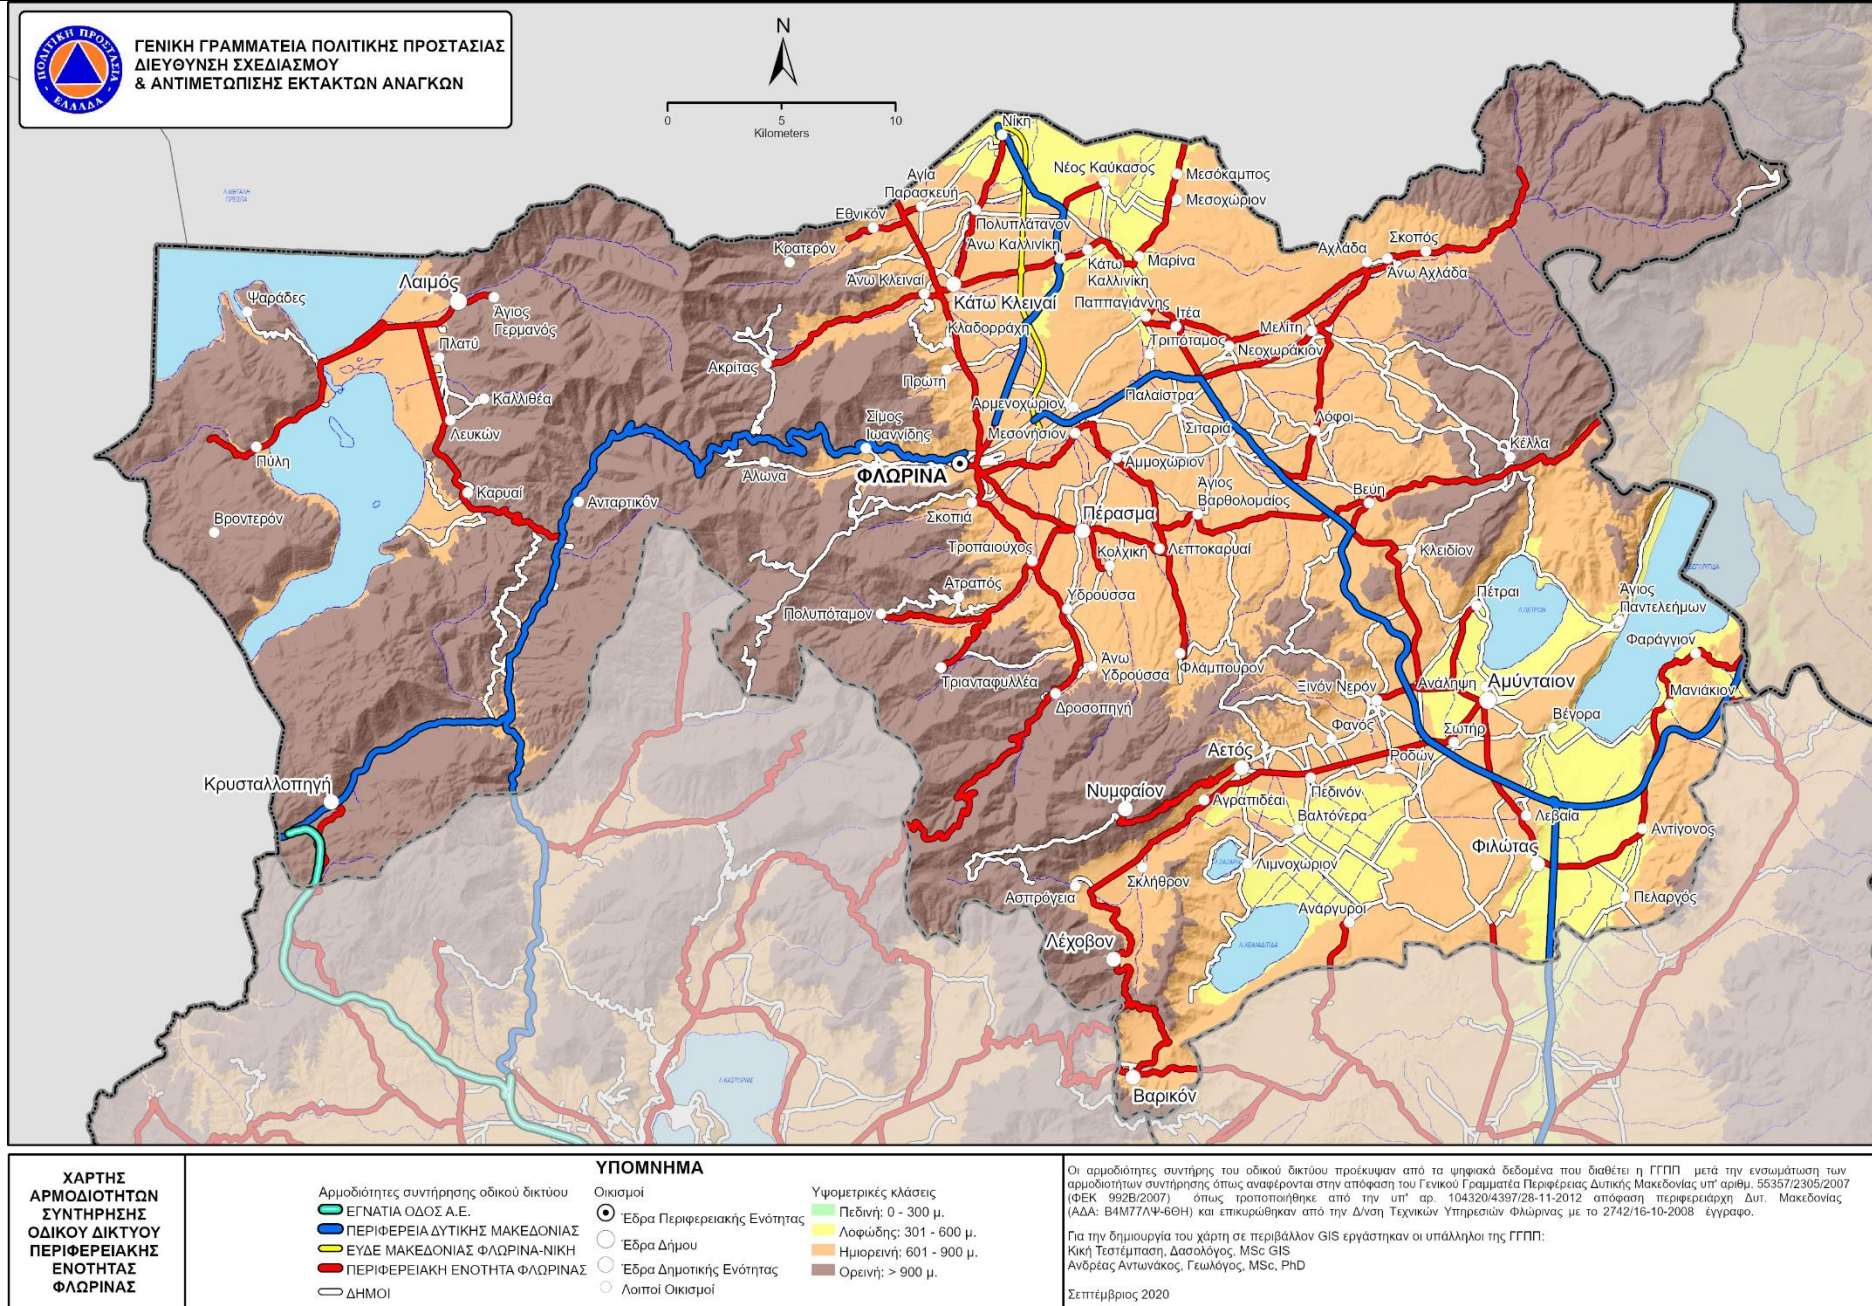 ΠΟΛΙΤΙΚΗ ΠΡΟΣΤΑΣΙΑ
ΕΛΛΑΔΑ
ΓΕΝΙΚΗ ΓΡΑΜΜΑΤΕΙΑ ΠΟΛΙΤΙΚΗΣ ΠΡΟΣΤΑΣΙΑΣ
ΔΙΕΥΘΥΝΣΗ ΣΧΕΔΙΑΣΜΟΥ
& ΑΝΤΙΜΕΤΩΠΙΣΗΣ ΕΚΤΑΚΤΩΝ ΑΝΑΓΚΩΝ
N
0 5 10
Kilometers
Λ.ΜΕΓΑΛΗ
ΠΡΕΣΠΑ
Νίκη
Αγία
Παρασκευή
Νέος Καύκασος
Μεσόκαμπος
Μεσοχώριον
Εθνικόν
Πολυπλάτανον
Κρατερόν
Άνω Καλλινίκη
Κάτω
Καλλινίκη
Μαρίνα
Αχλάδα
Σκοπός
Άνω Αχλάδα
Λαιμός
Άγιος
Γερμανός
Ψαράδες
Άνω Κλειναί
Κάτω Κλειναί
Παππαγιάννης
Ιτέα
Κλαδορράχη
Τριπόταμος
Μελίτη
Νεοχωράκιον
Πλατύ
Ακρίτας
Πρώτη
Καλλιθέα
Λευκών
Σίμος
Ιωαννίδης
Αρμενοχώριον
Παλαίστρα
Μεσονήσιον
Σιταριά
Λόφοι
Κέλλα
Πύλη
Άλωνα
ΦΛΩΡΙΝΑ
Αμμοχώριον
Καρυαί
Ανταρτικόν
Σκοπιά
Άγιος
Βαρθολομαίος
Βεύη
Βροντερόν
Πέρασμα
Τροπαιούχος
Κολχική
Λεπτοκαρυαί
Κλειδίον
Λ.ΒΕΓΟΡΙΤΙΔΑ
Ατραπός
Πολυπόταμον
Υδρούσσα
Πέτραι
Λ.ΠΕΤΡΩΝ
Άγιος
Παντελεήμων
Φαράγγιον
Τριανταφυλλέα
Άνω
Υδρούσσα
Φλάμπουρον
Δροσοπηγή
Ξινόν Νερόν
Ανάληψη
Αμύνταιον
Μανιάκιον
Φανός
Σωτήρ
Βέγορα
Αετός
Ροδών
Κρυσταλλοπηγή
Νυμφαίον
Αγραπιδέαι
Πεδινόν
Βαλτόνερα
Λεβαία
Αντίγονος
Φιλώτας
Λ.ΖΑΖΑΡΗ
Λιμνοχώριον
Σκλήθρον
Ασπρόγεια
Ανάργυροι
Πελαργός
Λέχοβον
Λ.ΧΕΙΜΑΔΙΤΙΔΑ
Λ.ΚΑΣΤΟΡΙΑΣ
Βαρικόν
ΧΑΡΤΗΣ
ΑΡΜΟΔΙΟΤΗΤΩΝ
ΣΥΝΤΗΡΗΣΗΣ
ΟΔΙΚΟΥ ΔΙΚΤΥΟΥ
ΠΕΡΙΦΕΡΕΙΑΚΗΣ
ΕΝΟΤΗΤΑΣ
ΦΛΩΡΙΝΑΣ
ΥΠΟΜΝΗΜΑ
Αρμοδιότητες συντήρησης οδικού δικτύου
ΕΓΝΑΤΙΑ ΟΔΟΣ Α.Ε.
ΠΕΡΙΦΕΡΕΙΑ ΔΥΤΙΚΗΣ ΜΑΚΕΔΟΝΙΑΣ
ΕΥΔΕ ΜΑΚΕΔΟΝΙΑΣ ΦΛΩΡΙΝΑ-ΝΙΚΗ
ΠΕΡΙΦΕΡΕΙΑΚΗ ΕΝΟΤΗΤΑ ΦΛΩΡΙΝΑΣ
ΔΗΜΟΙ
Οικισμοί
Έδρα Περιφερειακής Ενότητας
Έδρα Δήμου
Έδρα Δημοτικής Ενότητας
Λοιποί Οικισμοί
Υψομετρικές κλάσεις
Πεδινή: 0 - 300 μ.
Λοφώδης: 301 - 600 μ.
Ημιορεινή: 601 - 900 μ.
Ορεινή: > 900 μ.
Οι αρμοδιότητες συντήρης του οδικού δικτύου προέκυψαν από τα ψηφιακά δεδομένα που διαθέτει η ΓΓΠΠ μετά την ενσωμάτωση των
αρμοδιοτήτων συντήρησης όπως αναφέρονται στην απόφαση του Γενικού Γραμματέα Περιφέρειας Δυτικής Μακεδονίας υπ' αριθμ. 55357/2305/2007
(ΦΕΚ 992Β/2007) όπως τροποποιήθηκε από την υπ' αρ. 104320/4397/28-11-2012 απόφαση περιφερειάρχη Δυτ. Μακεδονίας
(ΑΔΑ: Β4Μ77ΛΨ-6ΘΗ) και επικυρώθηκαν από την Δ/νση Τεχνικών Υπηρεσιών Φλώρινας με το 2742/16-10-2008 έγγραφο.
Για την δημιουργία του χάρτη σε περιβάλλον GIS εργάστηκαν οι υπάλληλοι της ΓΓΠΠ:
Κική Τεστέμπαση, Δασολόγος, MSc GIS
Ανδρέας Αντωνάκος, Γεωλόγος, MSc, PhD
Σεπτέμβριος 2020